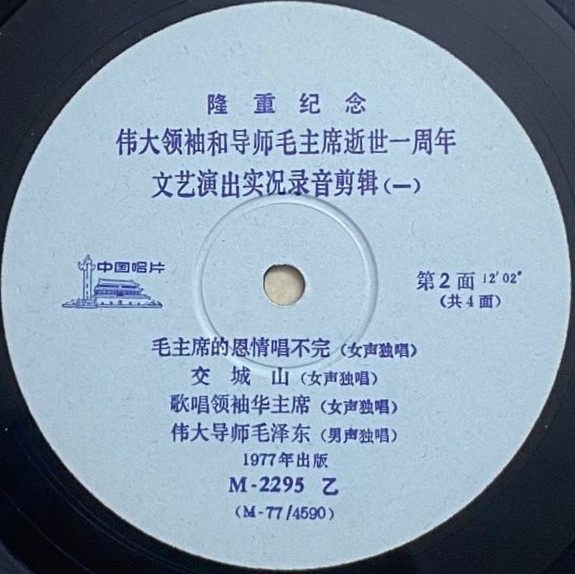 隆重纪念
伟大领袖和导师毛主席逝世一周年
文艺演出实况录音剪辑(一)
中国唱片
第2面 12′02″
(共4面)
毛主席的恩情唱不完(女声独唱)
交城山(女声独唱)
歌唱领袖华主席(女声独唱)
伟大导师毛泽东(男声独唱)
1977年出版
M-2295 乙
(M-77/4590)